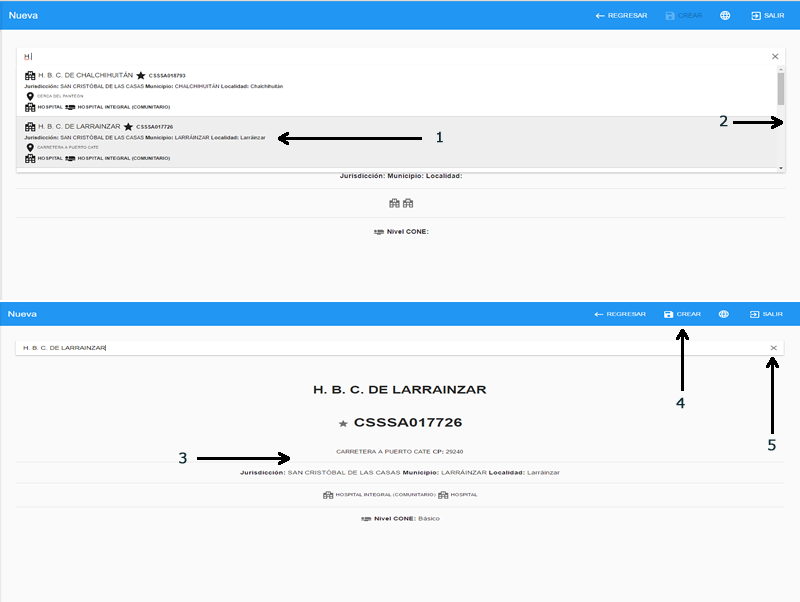 Nueva
REGRESAR CREAR SALIR
H.
H. B. C. DE CHALCHIHUITÁN CSSSA018793
Jurisdicción: SAN CRISTÓBAL DE LAS CASAS Municipio: CHALCHIHUITÁN Localidad: Chalchihuitán
CERCA DEL PANTEÓN
HOSPITAL HOSPITAL INTEGRAL (COMUNITARIO)
2
H. B. C. DE LARRAINZAR CSSSA017726
Jurisdicción: SAN CRISTÓBAL DE LAS CASAS Municipio: LARRÁINZAR Localidad: Larráinzar
1
CARRETERA A PUERTO CATE
HOSPITAL HOSPITAL INTEGRAL (COMUNITARIO)
Jurisdicción: Municipio: Localidad:
Nivel CONE:
Nueva
REGRESAR CREAR SALIR
H. B. C. DE LARRAINZAR
H. B. C. DE LARRAINZAR
4
CSSSA017726
5
CARRETERA A PUERTO CATE CP: 29240
3
Jurisdicción: SAN CRISTÓBAL DE LAS CASAS Municipio: LARRÁINZAR Localidad: Larráinzar
HOSPITAL INTEGRAL (COMUNITARIO) HOSPITAL
Nivel CONE: Básico